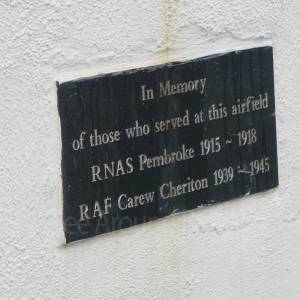 In Memory
of those who served at this airfield
RNAS Pembroke 1915 ~ 1918
RAF Carew Cheriton 1939 ~ 1945